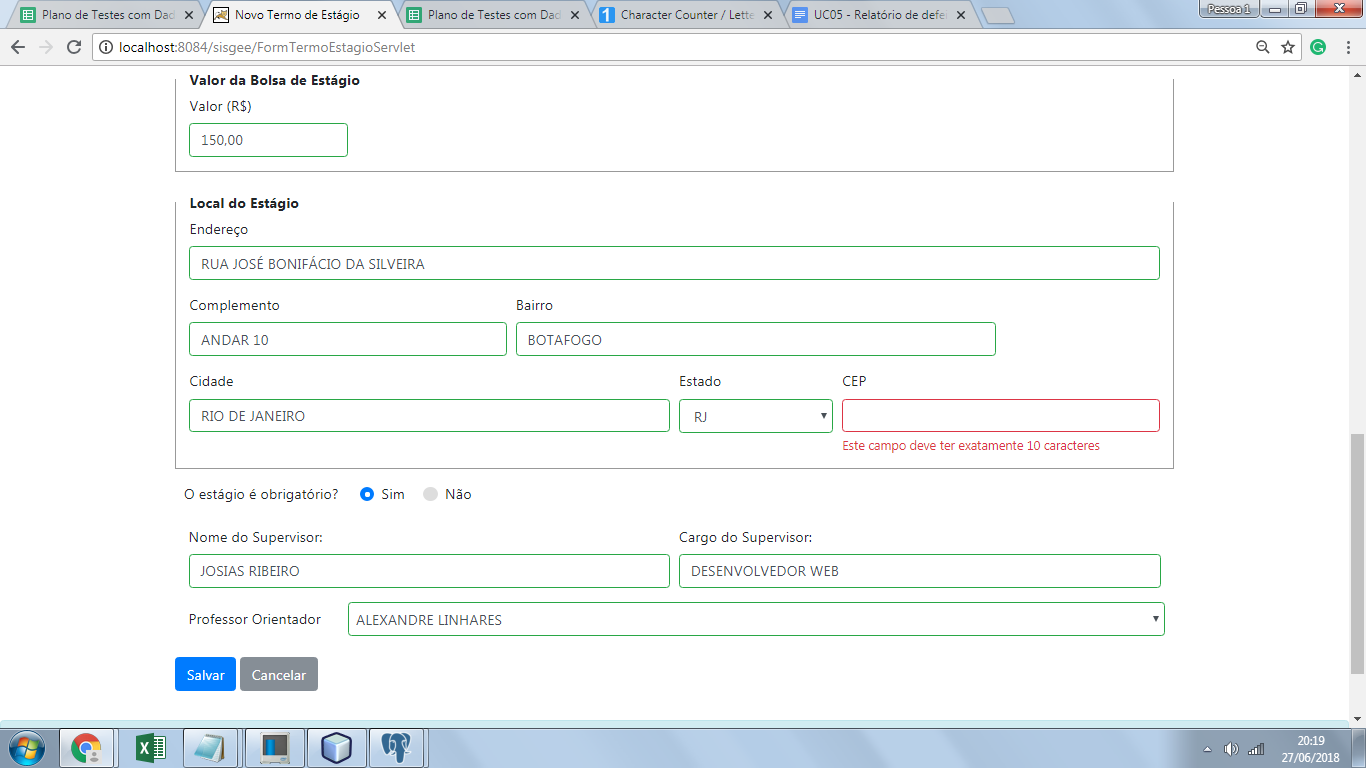 Plano de Testes com Dad
Novo Termo de Estágio
Plano de Testes com Dad
Character Counter / Lette
UC05 - Relatório de defei
Pessoa 1
localhost:8084/sisgee/FormTermoEstagioServlet
Valor da Bolsa de Estágio
Valor (R$)
150,00
Local do Estágio
Endereço
RUA JOSÉ BONIFÁCIO DA SILVEIRA
Complemento Bairro
ANDAR 10 BOTAFOGO
Cidade Estado CEP
RIO DE JANEIRO RJ
Este campo deve ter exatamente 10 caracteres
O estágio é obrigatório? Sim Não
Nome do Supervisor: Cargo do Supervisor:
JOSIAS RIBEIRO DESENVOLVEDOR WEB
Professor Orientador ALEXANDRE LINHARES
Salvar Cancelar
20:19
27/06/2018